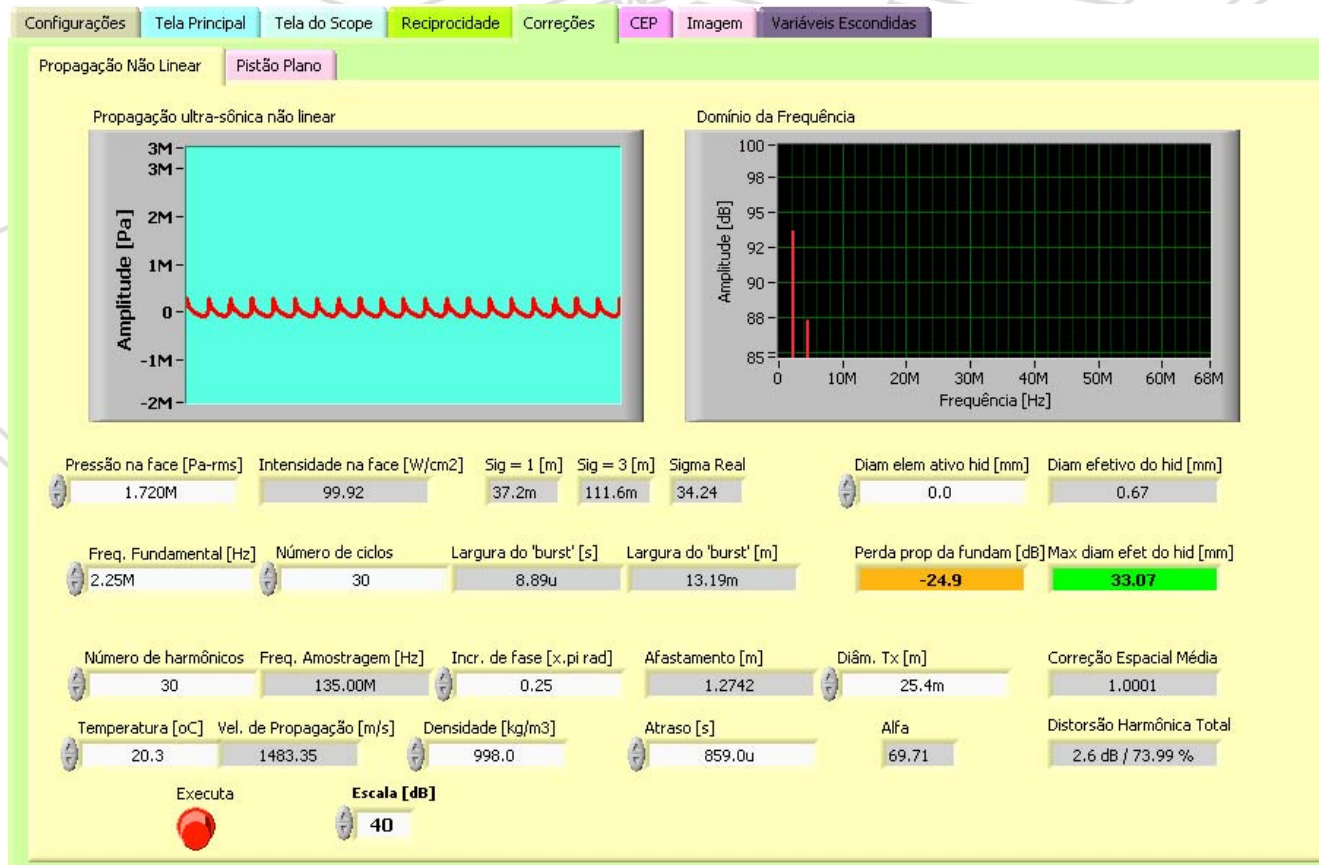 Configurações Tela Principal Tela do Scope Reciprocidade Correções CEP Imagem Variáveis Escondidas
Propagação Não Linear Pistão Plano
Propagação ultra-sônica não linear
Amplitude [Pa]
3M
3M
2M
1M
0
-1M
-2M
Domínio da Frequência
Amplitude [dB]
100
98
95
92
90
88
85
0 10M 20M 30M 40M 50M 60M 68M
Frequência [Hz]
Pressão na face [Pa-rms] Intensidade na face [W/cm2] Sig = 1 [m] Sig = 3 [m] Sigma Real Diam elem ativo hid [mm] Diam efetivo do hid [mm]
1.720M 99.92 37.2m 111.6m 34.24 0.0 0.67
Freq. Fundamental [Hz] Número de ciclos Largura do 'burst' [s] Largura do 'burst' [m] Perda prop da fundam [dB] Max diam efet do hid [mm]
2.25M 30 8.89u 13.19m -24.9 33.07
Número de harmônicos Freq. Amostragem [Hz] Incr. de fase [x.pi rad] Afastamento [m] Diâm. Tx [m] Correção Espacial Média
30 135.00M 0.25 1.2742 25.4m 1.0001
Temperatura [oC] Vel. de Propagação [m/s] Densidade [kg/m3] Atraso [s] Alfa Distorsão Harmônica Total
20.3 1483.35 998.0 859.0u 69.71 2.6 dB / 73.99 %
Executa Escala [dB]
40